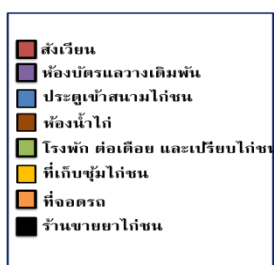 สังเวียน
ห้องบัตรแลวางเดิมพัน
ประตูเข้าสนามไก่ชน
ห้องน้ำไก่
โรงพัก ต่อเดือย และเปรียบไก่ชน
ที่เก็บซุ้มไก่ชน
ที่จอดรถ
ร้านขายยาไก่ชน